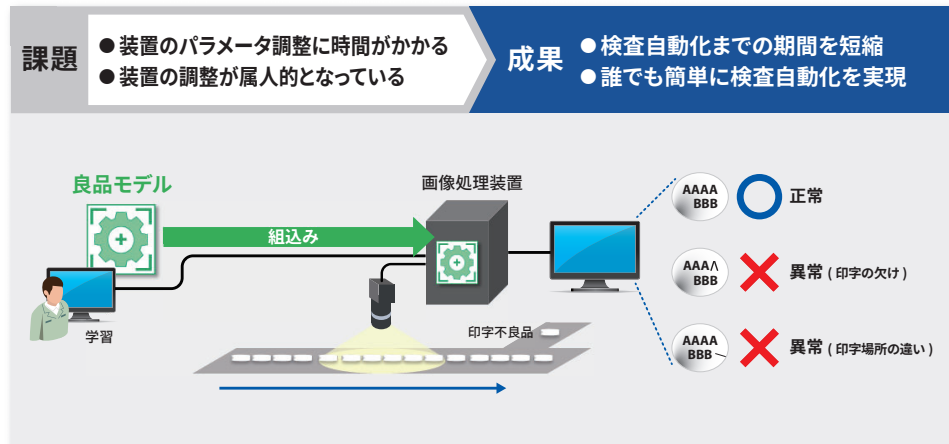 課題
● 装置のパラメータ調整に時間がかかる
● 装置の調整が属人的となっている
成果
● 検査自動化までの期間を短縮
● 誰でも簡単に検査自動化を実現
良品モデル
組込み
画像処理装置
学習
印字不良品
AAAA
BBB
正常
AAA/\
BBB
異常 ( 印字の欠け )
AAAA
BBB
異常 ( 印字場所の違い )